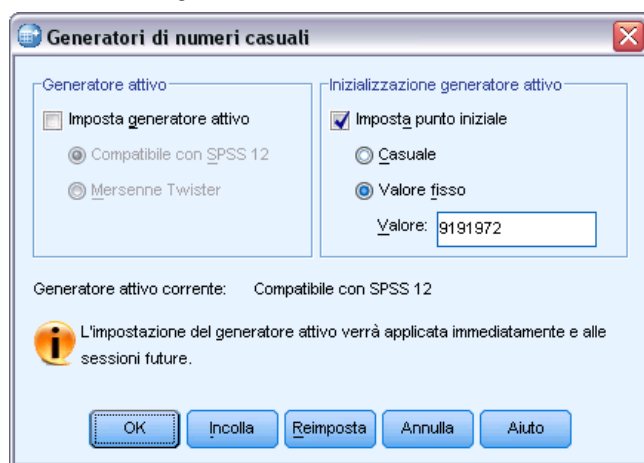 Generatori di numeri casuali
Generatore attivo
Imposta generatore attivo
Compatibile con SPSS 12
Mersenne Twister
Inizializzazione generatore attivo
Imposta punto iniziale
Casuale
Valore fisso
Valore: 9191972
Generatore attivo corrente: Compatibile con SPSS 12
L'impostazione del generatore attivo verrà applicata immediatamente e alle
sessioni future.
OK Incolla Reimposta Annulla Aiuto